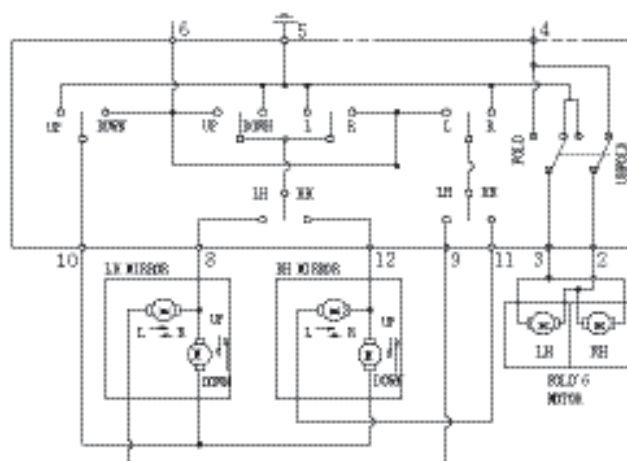 6 5 4
UP DOWN UP DOWN L R L R FOLD UNFOLD
LH RH LH RH
10 8 12 9 11 3 2
LH MIRROR RH MIRROR
M M M M
L R UP L R UP LH RH
M M
DOWN DOWN FOLD'G
MOTOR